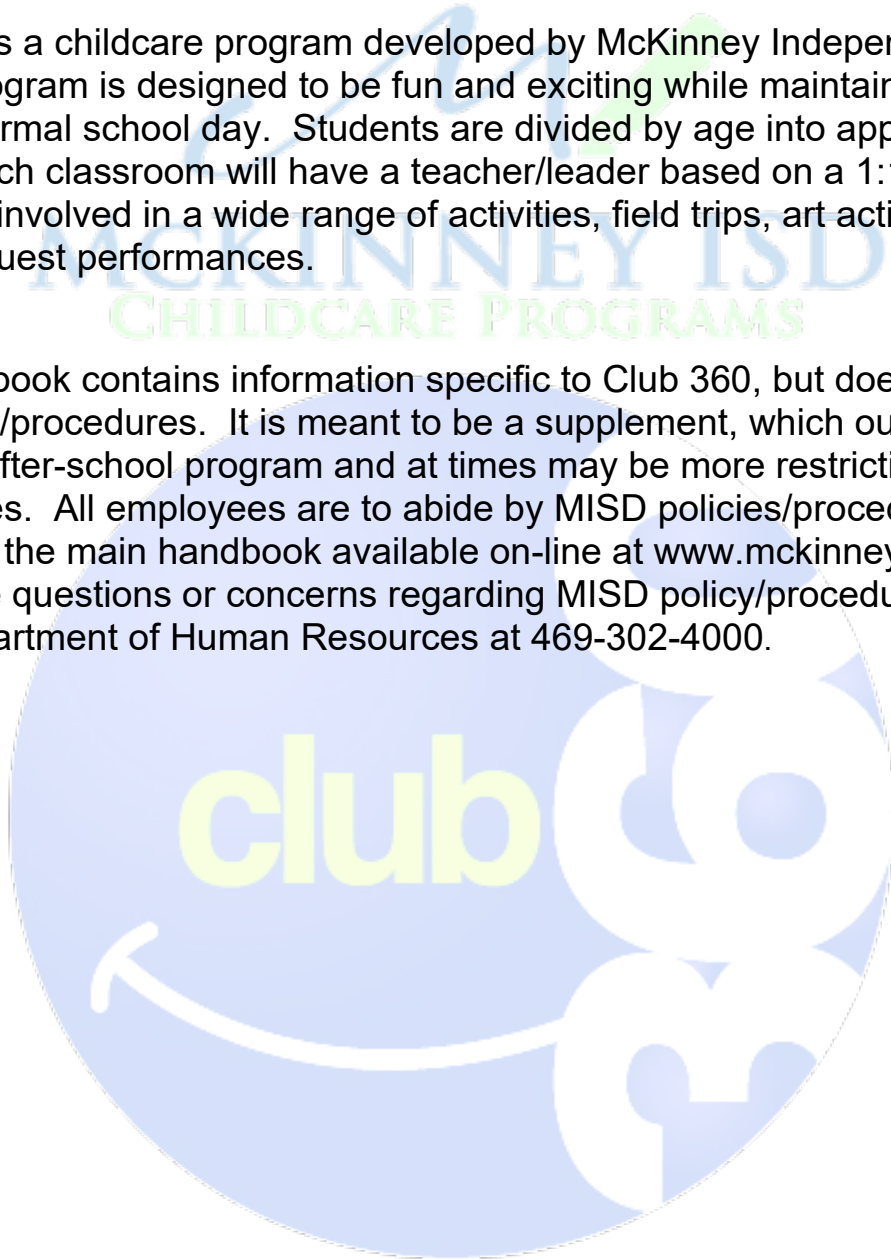 s a childcare program developed by McKinney Indepen
ogram is designed to be fun and exciting while maintain
rmal school day.  Students are divided by age into app
ch classroom will have a teacher/leader based on a 1:1
involved in a wide range of activities, field trips, art acti
uest performances.
MCKINNEY ISD
CHILDCARE PROGRAMS
book contains information specific to Club 360, but doe
/procedures.  It is meant to be a supplement, which ou
fter-school program and at times may be more restricti
es.  All employees are to abide by MISD policies/proced
the main handbook available on-line at www.mckinney
e questions or concerns regarding MISD policy/procedu
artment of Human Resources at 469-302-4000.
club
360